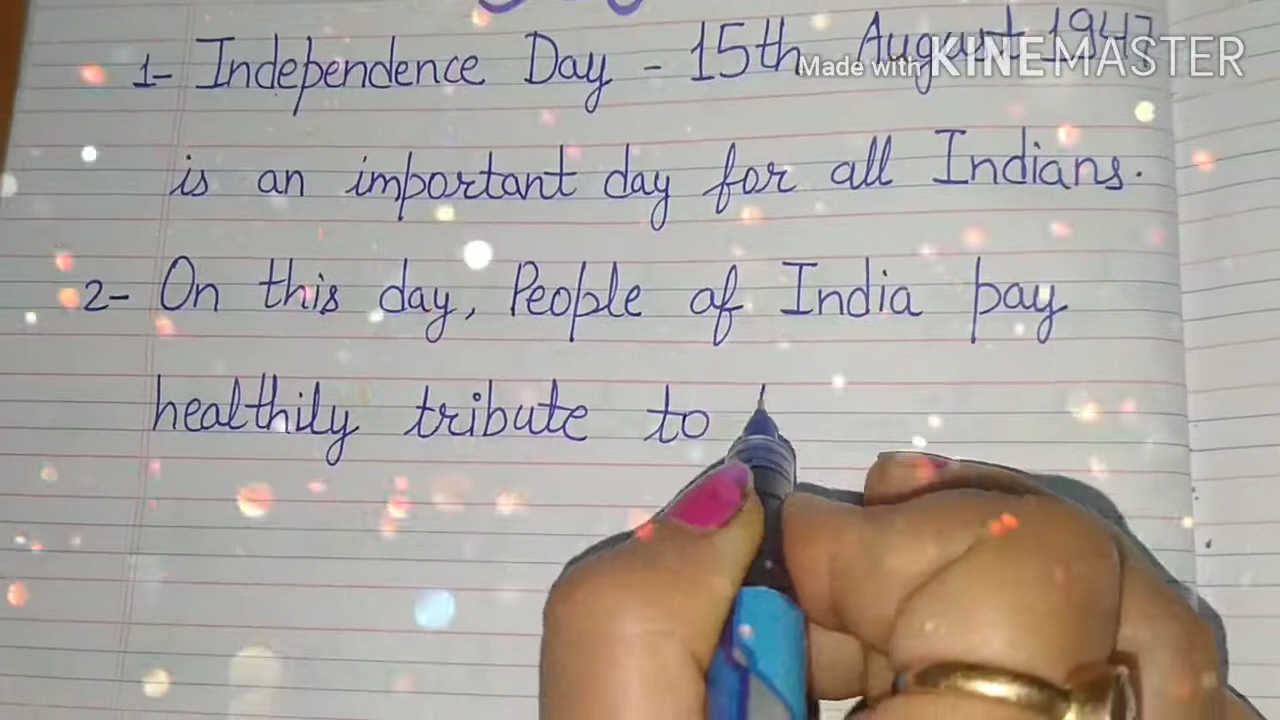 1- Independence Day - 15th August 1947
Made with KINEMASTER
is an important day for all Indians.
2- On this day, People of India pay
healthily tribute to